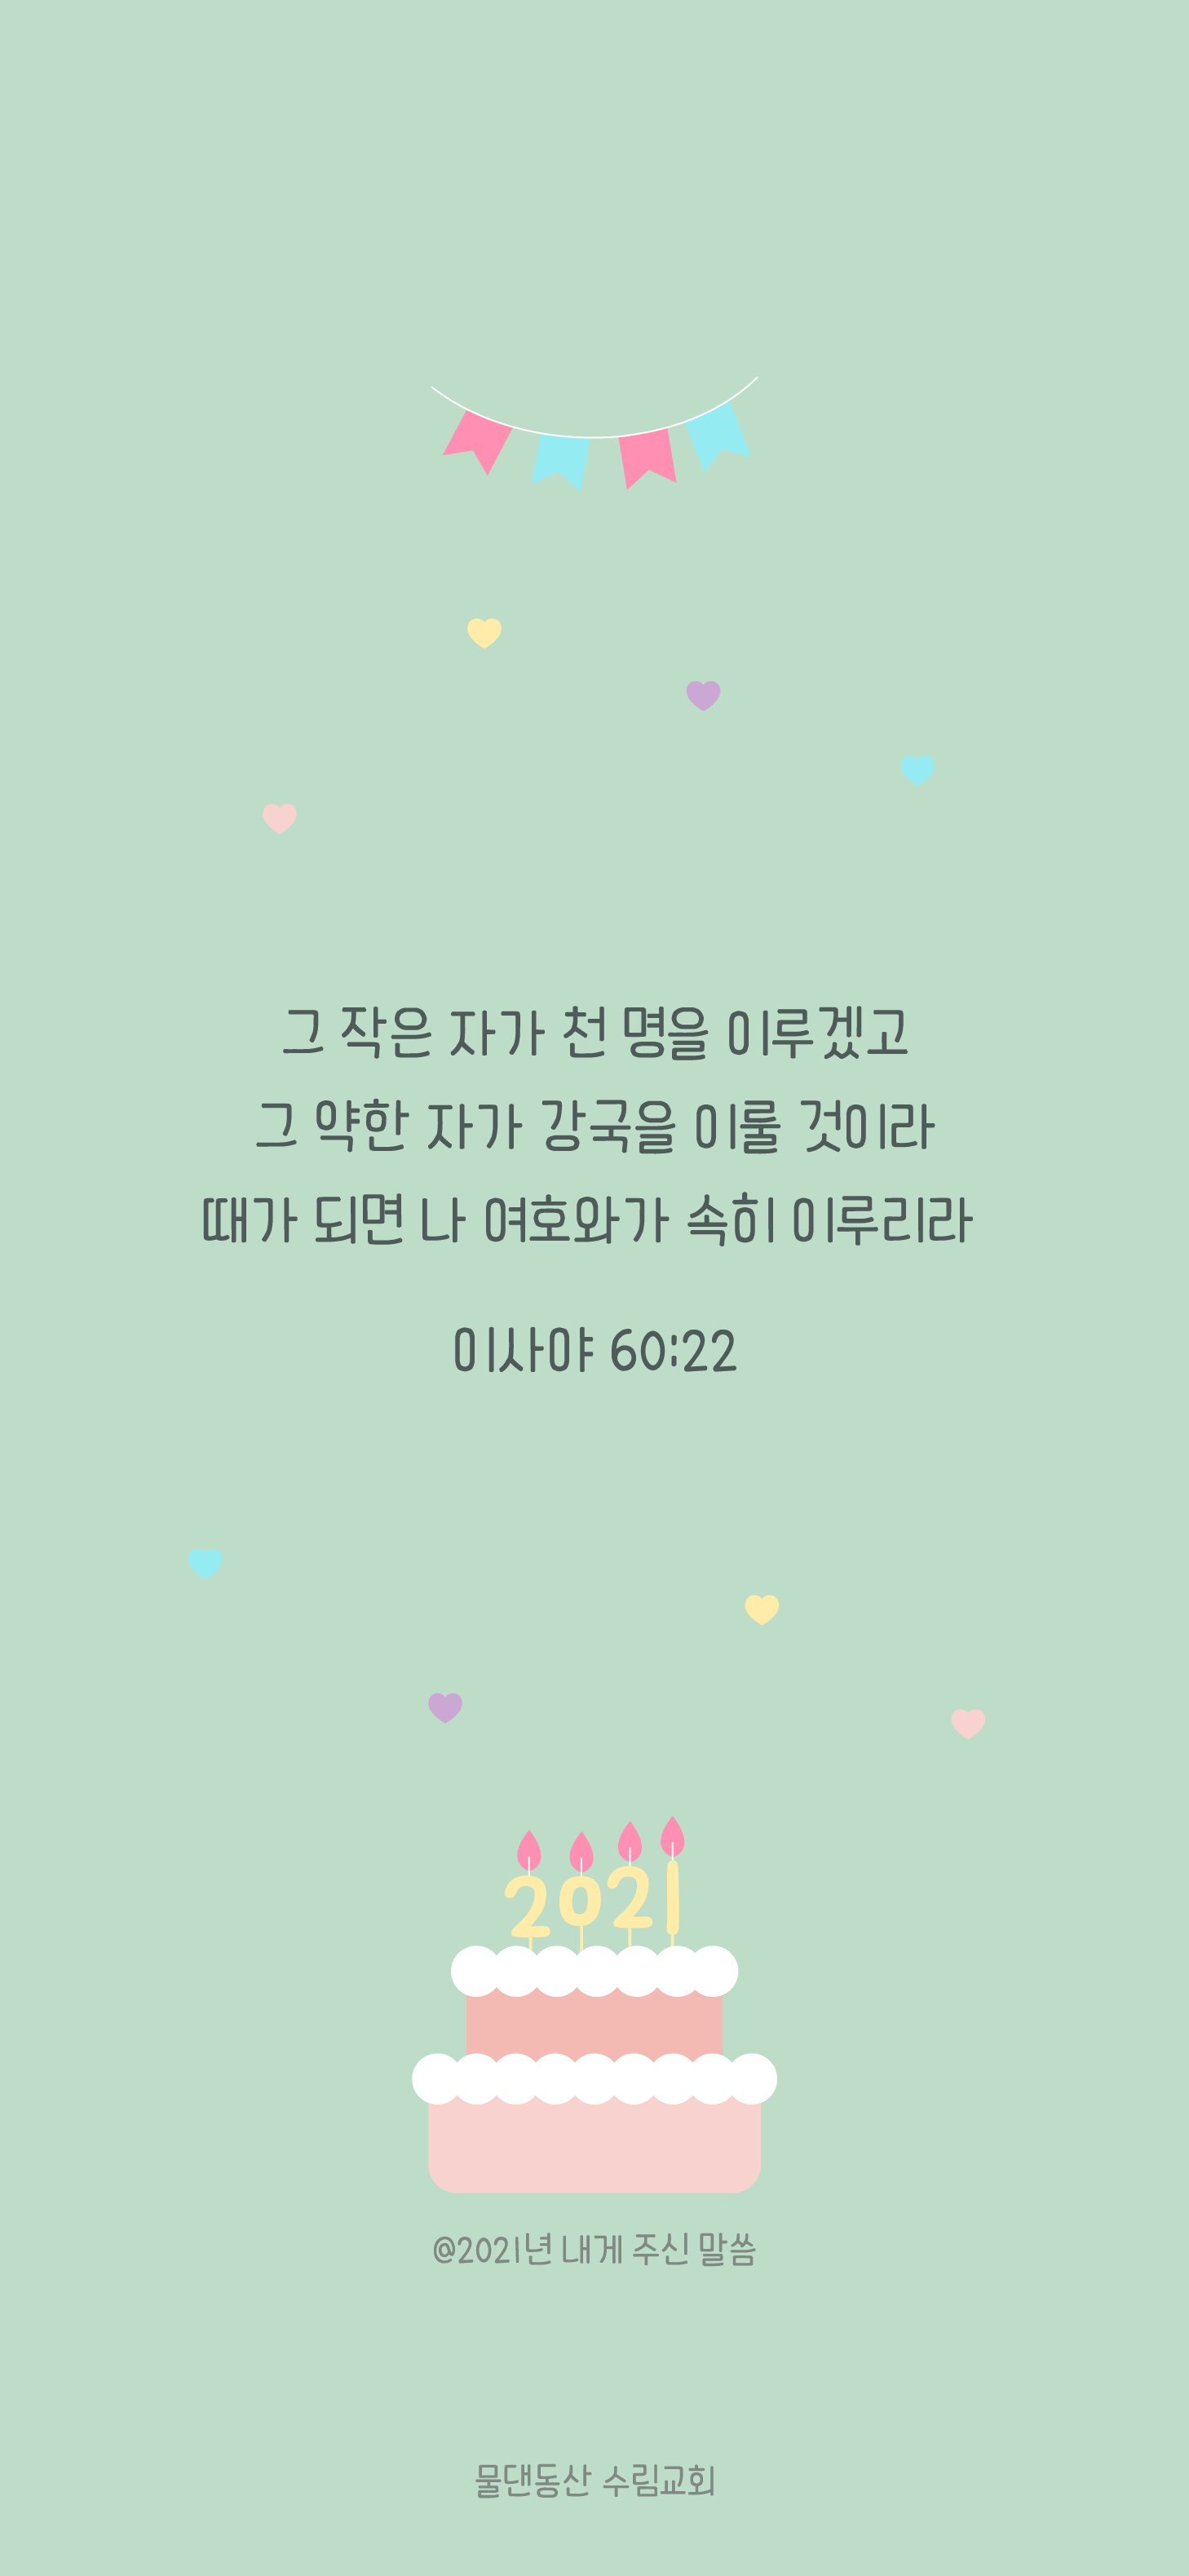 그 작은 자가 천 명을 이루겠고
그 약한 자가 강국을 이룰 것이라
때가 되면 나 여호와가 속히 이루리라
이사야 60:22
2021
@2021년 내게 주신 말씀
물댄동산 수림교회